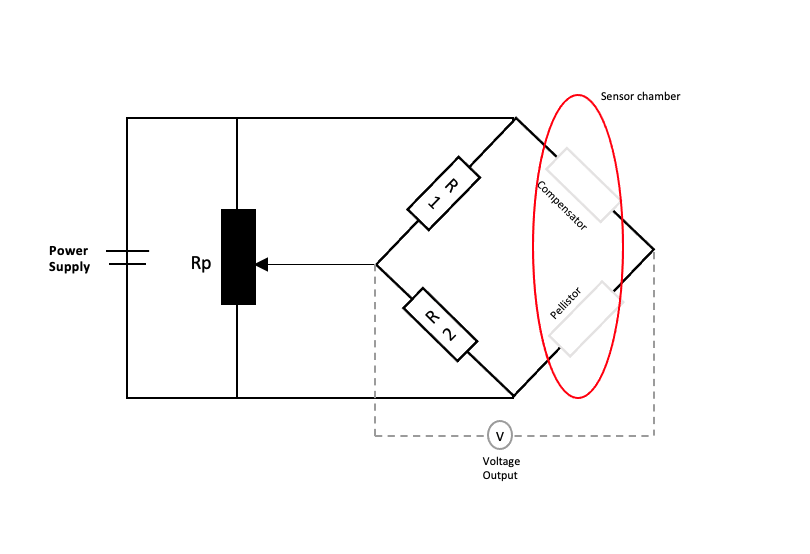 Sensor chamber
R
1
Compensator
Power
Supply
Rp
Pellistor
R
2
V
Voltage
Output